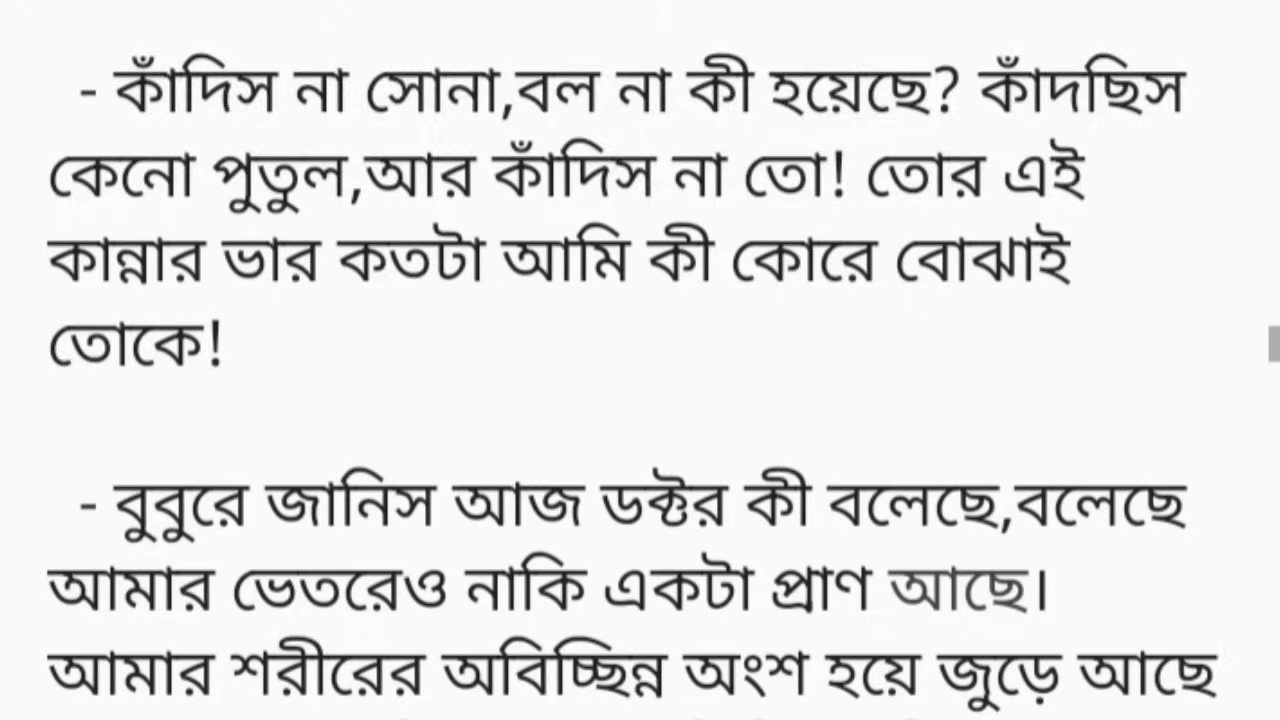 - কাঁদিস না সোনা,বল না কী হয়েছে? কাঁদছিস
কেনো পুতুল,আর কাঁদিস না তো! তোর এই
কান্নার ভার কতটা আমি কী কোরে বোঝাই
তোকে!
- বুবুরে জানিস আজ ডক্টর কী বলেছে,বলেছে
আমার ভেতরেও নাকি একটা প্রাণ আছে।
আমার শরীরের অবিচ্ছিন্ন অংশ হয়ে জুড়ে আছে